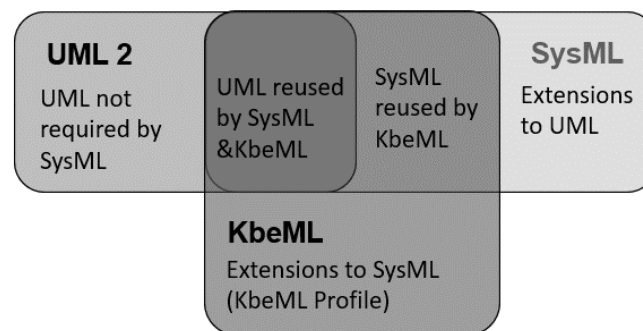 UML 2
UML not
required by
SysML
UML reused
by SysML
&KbeML
SysML
reused by
KbeML
SysML
Extensions
to UML
KbeML
Extensions to SysML
(KbeML Profile)